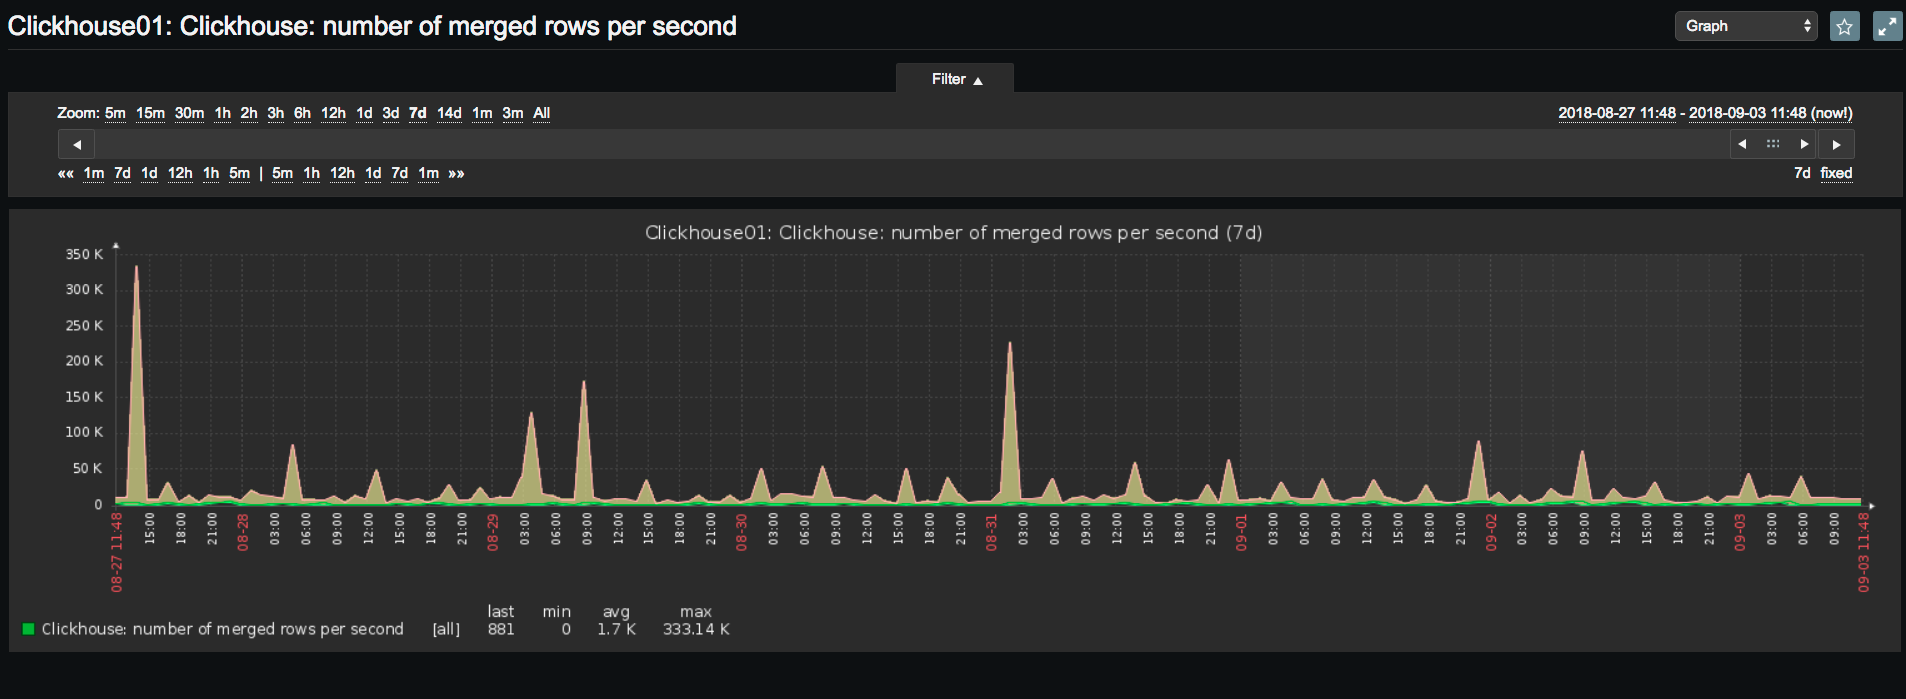 Clickhouse01: Clickhouse: number of merged rows per second
Graph
Filter ▲
Zoom: 5m 15m 30m 1h 2h 3h 6h 12h 1d 3d 7d 14d 1m 3m All
2018-08-27 11:48 - 2018-09-03 11:48 (now!)
«« 1m 7d 1d 12h 1h 5m | 5m 1h 12h 1d 7d 1m »»
7d fixed
Clickhouse01: Clickhouse: number of merged rows per second (7d)
350 K
300 K
250 K
200 K
150 K
100 K
50 K
0
08-27 11:48 15:00 18:00 21:00 08-28 03:00 06:00 09:00 12:00 15:00 18:00 21:00 08-29 03:00 06:00 09:00 12:00 15:00 18:00 21:00 08-30 03:00 06:00 09:00 12:00 15:00 18:00 21:00 08-31 03:00 06:00 09:00 12:00 15:00 18:00 21:00 09-01 03:00 06:00 09:00 12:00 15:00 18:00 21:00 09-02 03:00 06:00 09:00 12:00 15:00 18:00 21:00 09-03 03:00 06:00 09:00 09-03 11:48
last min avg max
Clickhouse: number of merged rows per second [all] 881 0 1.7 K 333.14 K